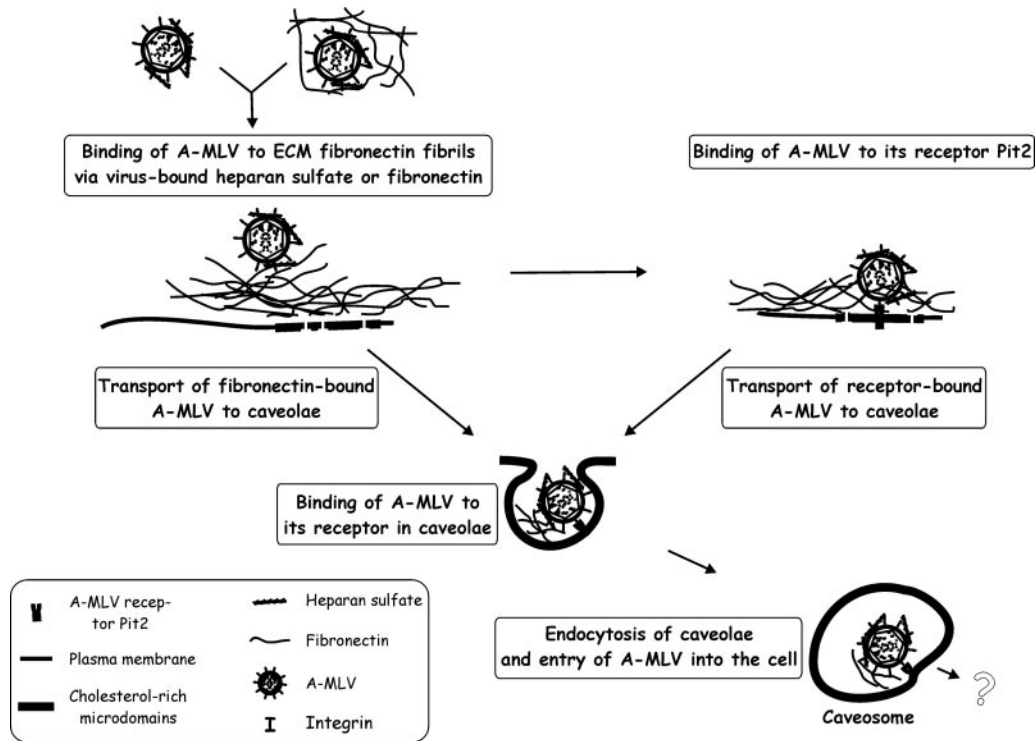 Binding of A-MLV to ECM fibronectin fibrils
via virus-bound heparan sulfate or fibronectin
Binding of A-MLV to its receptor Pit2
Transport of fibronectin-bound
A-MLV to caveolae
Transport of receptor-bound
A-MLV to caveolae
Binding of A-MLV to
its receptor in caveolae
Endocytosis of caveolae
and entry of A-MLV into the cell
?
Caveosome
A-MLV recep-
tor Pit2
Plasma membrane
Cholesterol-rich
microdomains
Heparan sulfate
Fibronectin
A-MLV
Integrin